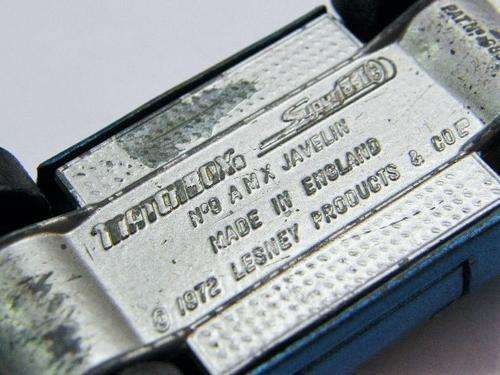 MATCHBOX Superfast
Nº9 AMX JAVELIN
MADE IN ENGLAND
© 1972 LESNEY PRODUCTS & CO